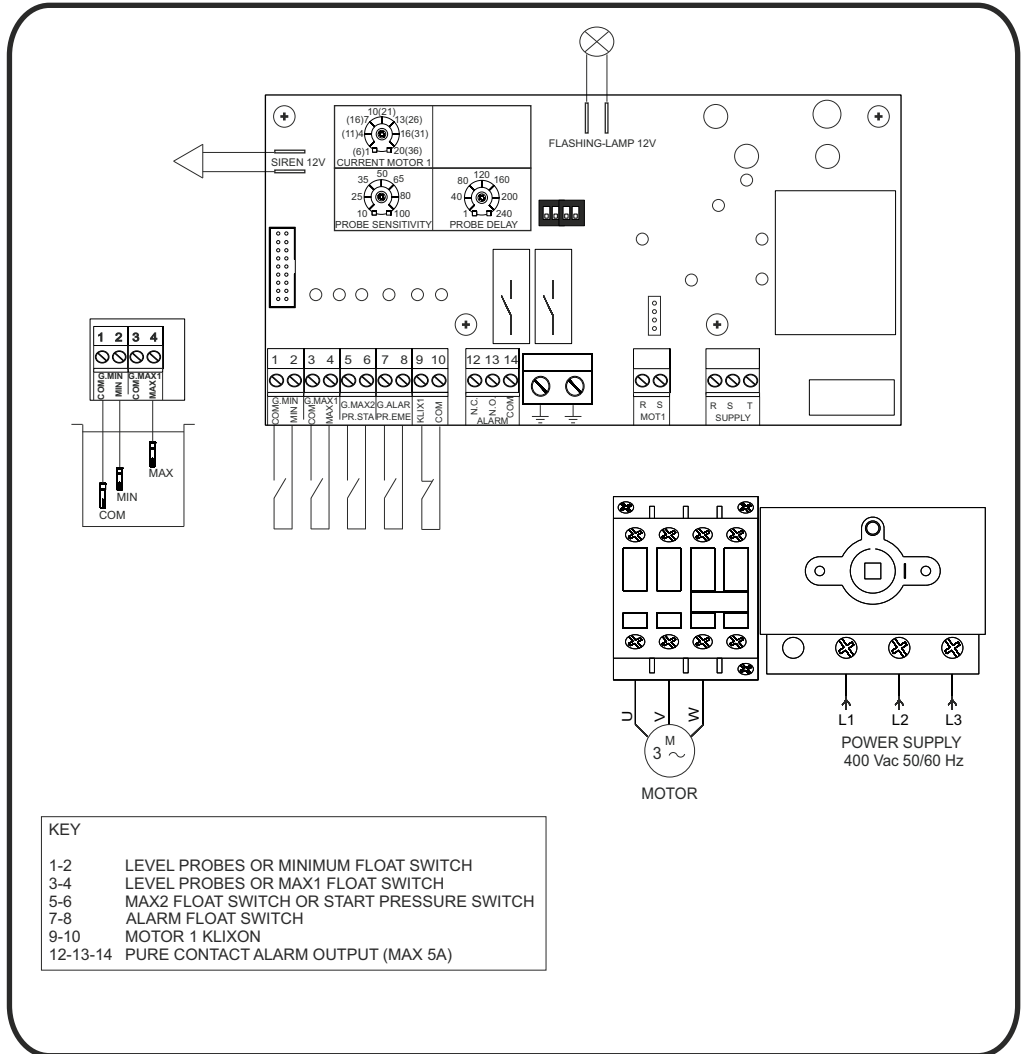 FLASHING-LAMP 12V
SIREN 12V
10(21)
(16)7 13(26)
(11)4 16(31)
(6)1 20(36)
CURRENT MOTOR 1
50
35 65
25 80
10 100
PROBE SENSITIVITY
120
80 160
40 200
1 240
PROBE DELAY
1 2 3 4
G.MIN G.MAX1
COM MIN COM MAX1
MAX
MIN
COM
1 2 3 4 5 6 7 8 9 10 12 13 14
G.MIN G.MAX1 G.MAX2 G.ALAR
COM MIN COM MAX1 PR.STA PR.EME KLIX1 COM
N.C. N.O. COM
ALARM
R S
MOT1
R S T
SUPPLY
U V W
M
3 ~
MOTOR
I
L1 L2 L3
POWER SUPPLY
400 Vac 50/60 Hz
KEY
1-2 LEVEL PROBES OR MINIMUM FLOAT SWITCH
3-4 LEVEL PROBES OR MAX1 FLOAT SWITCH
5-6 MAX2 FLOAT SWITCH OR START PRESSURE SWITCH
7-8 ALARM FLOAT SWITCH
9-10 MOTOR 1 KLIXON
12-13-14 PURE CONTACT ALARM OUTPUT (MAX 5A)